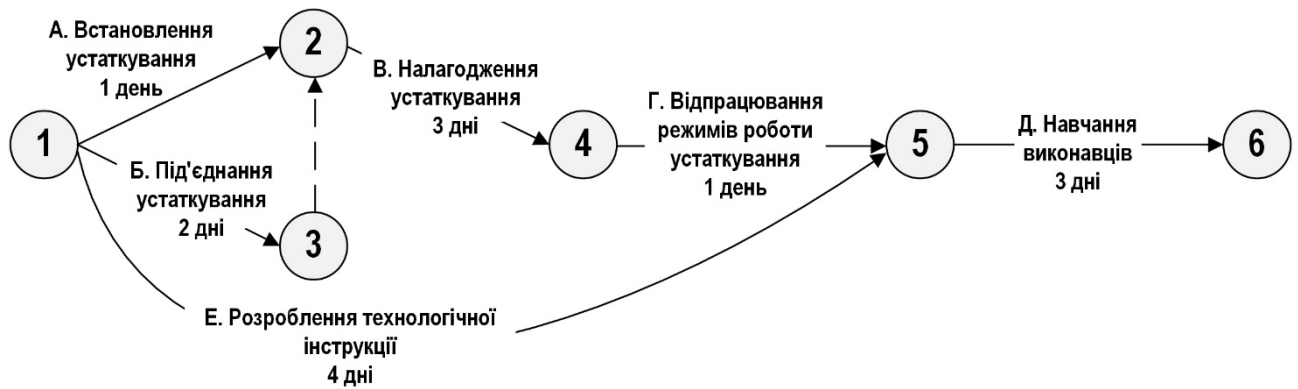 А. Встановлення
устаткування
1 день
2
В. Налагодження
устаткування
3 дні
Г. Відпрацювання
режимів роботи
устаткування
1 день
Д. Навчання
виконавців
3 дні
1
4
5
6
Б. Під'єднання
устаткування
2 дні
3
Е. Розроблення технологічної
інструкції
4 дні